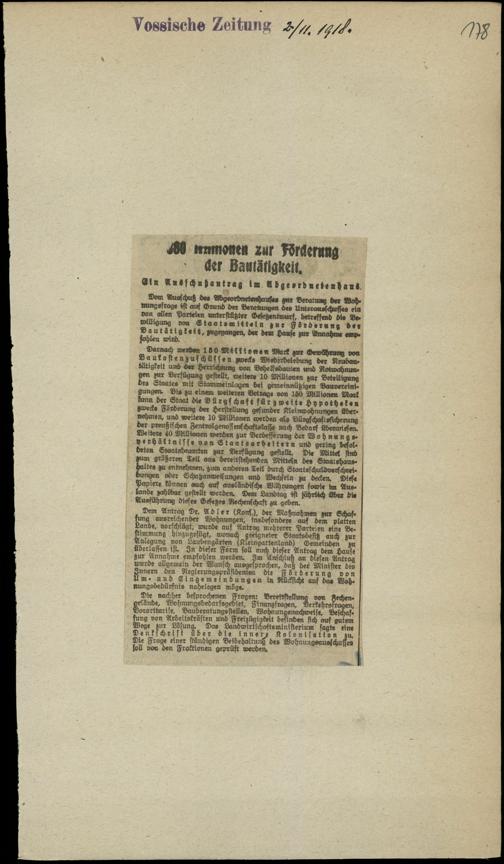 Vossische Zeitung 2/11. 1918.
178
Millionen zur Förderung
der Bautätigkeit.
Ein Ausschußantrag im Abgeordnetenhaus.
Dem Ausschuß des Abgeordnetenhauses zur Beratung der Woh-
nungsfrage ist auf Grund der Beratungen des Unterausschusses ein
von allen Parteien unterstützter Gesetzentwurf, betreffend die Be-
willigung von Staatsmitteln zur Förderung der
Bautätigkeit, zugegangen, der dem Hause zur Annahme emp-
fohlen wird.
Darnach werden 150 Millionen Mark zur Gewährung von
Baukostenzuschüssen zwecks Wiederbelebung der Neubau-
tätigkeit und der Herrichnung von Behelfsbauten und Notwohnun-
gen zur Verfügung gestellt, weitere 10 Millionen zur Beteiligung
des Staates mit Stammeinlagen bei gemeinnützigen Bauvereini-
gungen. Bis zu einem weiteren Betrage von 150 Millionen Mark
kann der Staat die Bürgschaft für zweite Hypotheken
zwecks Förderung der Herstellung gesunder Kleinwohnungen über-
nehmen, und weitere 10 Millionen werden als Bürgschaftssicherung
der preußischen Zentralgenossenschaftskasse nach Bedarf überwiesen.
Weitere 40 Millionen werden zur Verbesserung der Wohnungs-
verhältnisse von Staatsarbeitern und gering besol-
deten Staatsbeamten zur Verfügung gestellt. Die Mittel sind
zum größeren Teil aus bereitstehenden Mitteln des Staatshaus-
haltes zu entnehmen, zum anderen Teil durch Staatsschuldverschrei-
bungen oder Schatzanweisungen und Wechseln zu decken. Diese
Papiere können auch auf ausländische Währungen sowie im Aus-
lande zahlbar gestellt werden. Dem Landtag ist jährlich über die
Ausführung dieses Gesetzes Rechenschaft zu geben.
Dem Antrag Dr. Adler (Kons.), der Maßnahmen zur Schaf-
fung ausreichender Wohnungen, insbesondere auf dem platten
Lande, vorschlägt, wurde auf Antrag mehrerer Parteien eine Be-
stimmung hinzugefügt, wonach geeigneter Staatsbesitz auch zur
Anlegung von Laubengärten (Kleingartenland) Gemeinden zu
überlassen ist. In dieser Form soll auch dieser Antrag dem Hause
zur Annahme empfohlen werden. Im Anschluß an diesen Antrag
wurde allgemein der Wunsch ausgesprochen, daß der Minister des
Innern den Regierungspräsidenten die Förderung von
Um- und Eingemeindungen in Rücksicht auf das Woh-
nungsbedürfnis nahelegen möge.
Die nachher besprochenen Fragen: Bereitstellung von Zechen-
gelände, Wohnungsbedarfsgebiet, Finanzfragen, Verkehrsfragen,
Vorortkreise, Bauberatungsstellen, Wohnungsnachweise, Beschaf-
fung von Arbeitskräften und Freizügigkeit befinden sich auf gutem
Wege zur Lösung. Das Landwirtschaftsministerium sagte eine
Denkschrift über die innere Kolonisation zu.
Die Frage einer ständigen Beibehaltung des Wohnungsausschusses
soll von den Fraktionen geprüft werden.